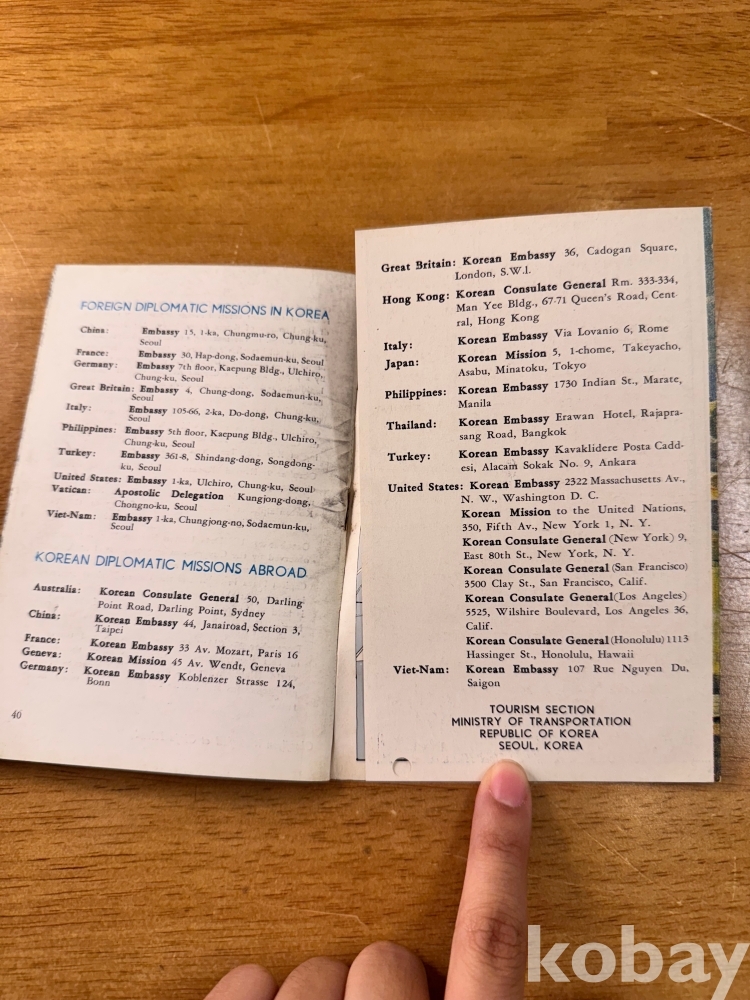 FOREIGN DIPLOMATIC MISSIONS IN KOREA
China: Embassy 15, 1-ka, Chungmu-ro, Chung-ku,
Seoul
France: Embassy 30, Hap-dong, Sodaemun-ku, Seoul
Germany: Embassy 7th floor, Kaepung Bldg., Ulchiro,
Chung-ku, Seoul
Great Britain: Embassy 4, Chung-dong, Sodaemun-ku,
Seoul
Italy: Embassy 105-66, 2-ka, Do-dong, Chung-ku,
Seoul
Philippines: Embassy 5th floor, Kaepung Bldg., Ulchiro,
Chung-ku, Seoul
Turkey: Embassy 361-8, Shindang-dong, Songdong-
ku, Seoul
United States: Embassy 1-ka, Ulchiro, Chung-ku, Seoul
Vatican: Apostolic Delegation Kungjong-dong,
Chongno-ku, Seoul
Viet-Nam: Embassy 1-ka, Chungjong-no, Sodaemun-ku,
Seoul
KOREAN DIPLOMATIC MISSIONS ABROAD
Australia: Korean Consulate General 50, Darling
Point Road, Darling Point, Sydney
China: Korean Embassy 44, Janairoad, Section 3,
Taipei
France: Korean Embassy 33 Av. Mozart, Paris 16
Geneva: Korean Mission 45 Av. Wendt, Geneva
Germany: Korean Embassy Koblenzer Strasse 124,
Bonn
40
Great Britain: Korean Embassy 36, Cadogan Square,
London, S.W.1.
Hong Kong: Korean Consulate General Rm. 333-334,
Man Yee Bldg., 67-71 Queen's Road, Cent-
ral, Hong Kong
Italy: Korean Embassy Via Lovanio 6, Rome
Japan: Korean Mission 5, 1-chome, Takeyacho,
Asabu, Minatoku, Tokyo
Philippines: Korean Embassy 1730 Indian St., Marate,
Manila
Thailand: Korean Embassy Erawan Hotel, Rajapra-
sang Road, Bangkok
Turkey: Korean Embassy Kavaklidere Posta Cadd-
esi, Alacam Sokak No. 9, Ankara
United States: Korean Embassy 2322 Massachusetts Av.,
N. W., Washington D. C.
Korean Mission to the United Nations,
350, Fifth Av., New York 1, N. Y.
Korean Consulate General (New York) 9,
East 80th St., New York, N. Y.
Korean Consulate General (San Francisco)
3500 Clay St., San Francisco, Calif.
Korean Consulate General (Los Angeles)
5525, Wilshire Boulevard, Los Angeles 36,
Calif.
Korean Consulate General (Honolulu) 1113
Hassinger St., Honolulu, Hawaii
Viet-Nam: Korean Embassy 107 Rue Nguyen Du,
Saigon
TOURISM SECTION
MINISTRY OF TRANSPORTATION
REPUBLIC OF KOREA
SEOUL, KOREA
kobay